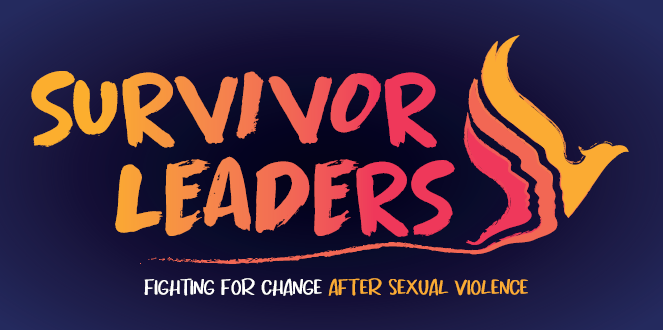 SURVIVOR
LEADERS
FIGHTING FOR CHANGE AFTER SEXUAL VIOLENCE